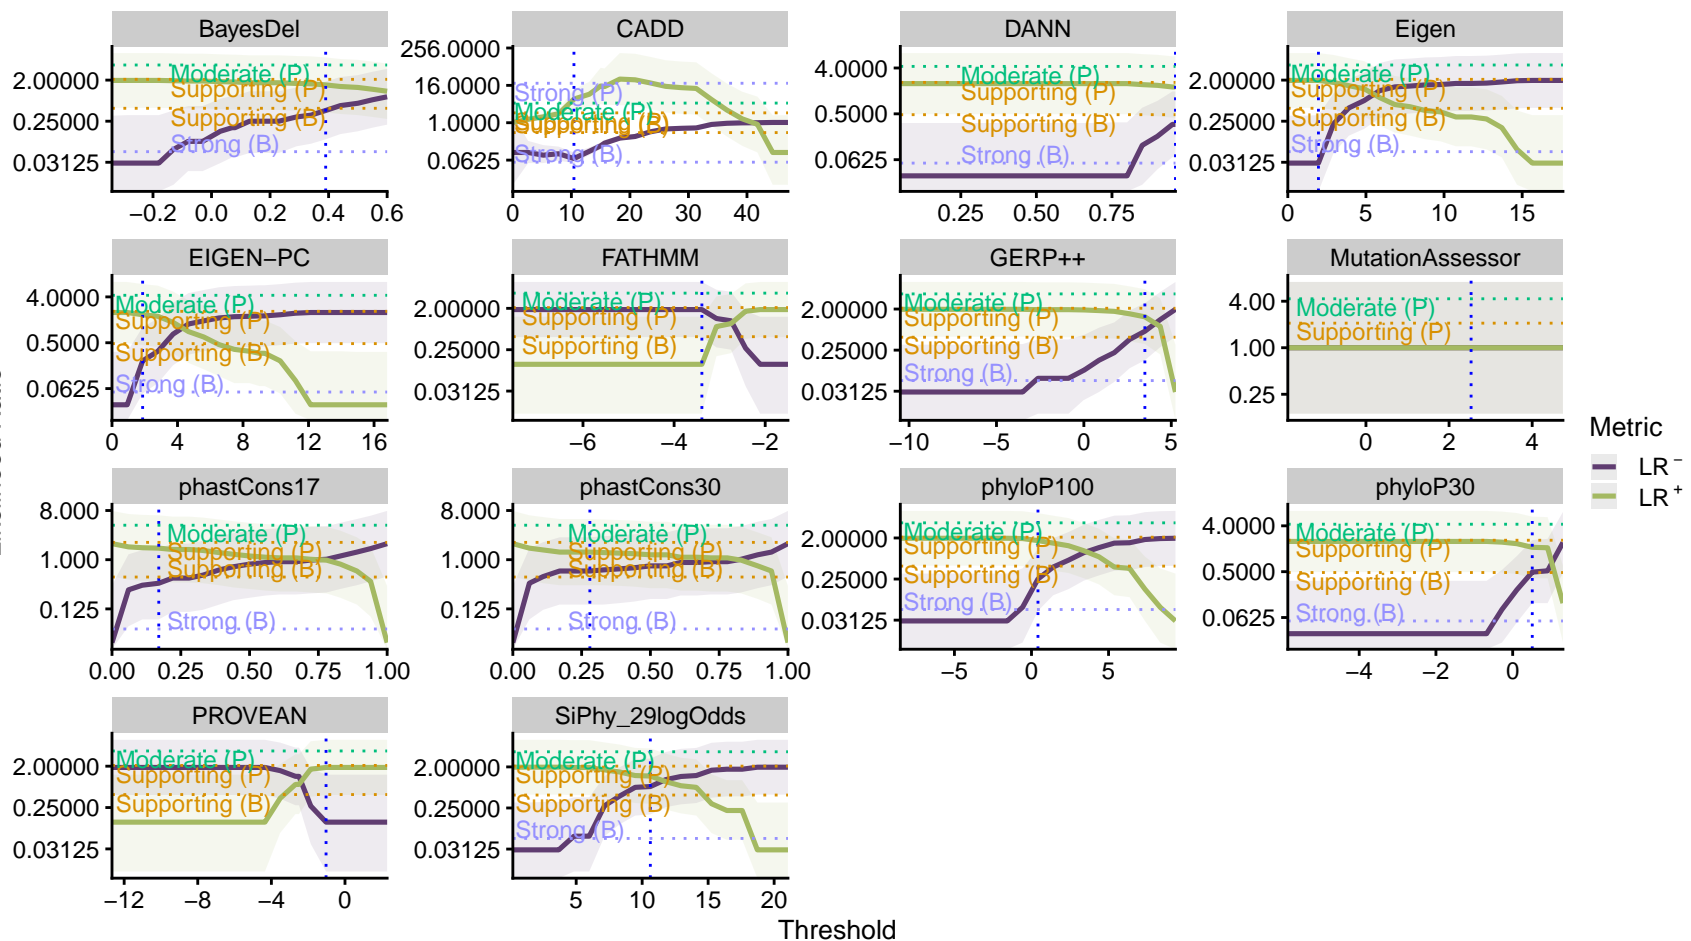 BayesDel
CADD
DANN
Eigen
2.00000
0.25000
0.03125
Moderate (P)
Supporting (P)
Supporting (B)
Strong (B)
−0.2 0.0 0.2 0.4 0.6
256.0000
16.0000
1.0000
0.0625
Strong (P)
Moderate (P)
Supporting (P)
Supporting (B)
Strong (B)
0 10 20 30 40
4.0000
0.5000
0.0625
Moderate (P)
Supporting (P)
Supporting (B)
Strong (B)
0.25 0.50 0.75
2.00000
0.25000
0.03125
Moderate (P)
Supporting (P)
Supporting (B)
Strong (B)
0 5 10 15
EIGEN−PC
FATHMM
GERP++
MutationAssessor
4.0000
0.5000
0.0625
Moderate (P)
Supporting (P)
Supporting (B)
Strong (B)
0 4 8 12 16
2.00000
0.25000
0.03125
Moderate (P)
Supporting (P)
Supporting (B)
−6 −4 −2
2.00000
0.25000
0.03125
Moderate (P)
Supporting (P)
Supporting (B)
Strong (B)
−10 −5 0 5
4.00
1.00
0.25
Moderate (P)
Supporting (P)
0 2 4
phastCons17
phastCons30
phyloP100
phyloP30
8.000
1.000
0.125
Moderate (P)
Supporting (P)
Supporting (B)
Strong (B)
0.00 0.25 0.50 0.75 1.00
8.000
1.000
0.125
Moderate (P)
Supporting (P)
Supporting (B)
Strong (B)
0.00 0.25 0.50 0.75 1.00
2.00000
0.25000
0.03125
Moderate (P)
Supporting (P)
Supporting (B)
Strong (B)
−5 0 5
4.0000
0.5000
0.0625
Moderate (P)
Supporting (P)
Supporting (B)
Strong (B)
−4 −2 0
PROVEAN
SiPhy_29logOdds
2.00000
0.25000
0.03125
Moderate (P)
Supporting (P)
Supporting (B)
−12 −8 −4 0
2.00000
0.25000
0.03125
Moderate (P)
Supporting (P)
Supporting (B)
Strong (B)
5 10 15 20
Threshold
Metric
LR⁻
LR⁺